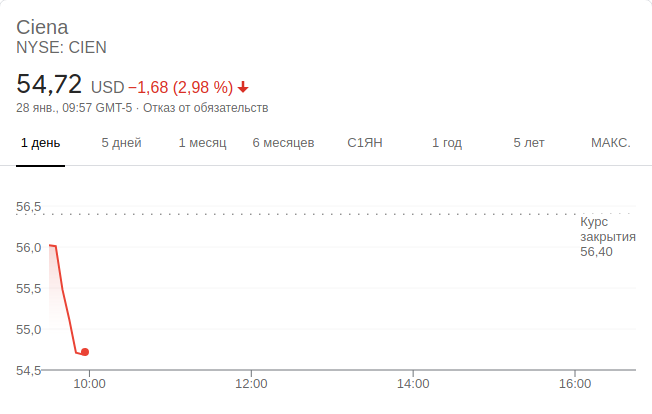 Ciena
NYSE: CIEN
54,72 USD −1,68 (2,98 %)
28 янв., 09:57 GMT-5 · Отказ от обязательств
1 день 5 дней 1 месяц 6 месяцев С1ЯН 1 год 5 лет МАКС.
56,5
Курс
закрытия
56,40
56,0
55,5
55,0
54,5
10:00 12:00 14:00 16:00